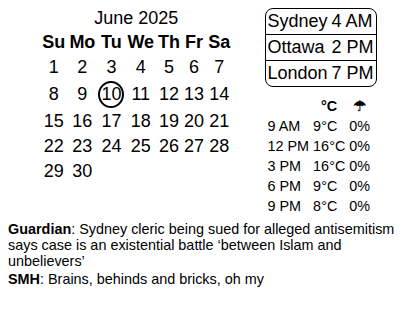 June 2025
Su Mo Tu We Th Fr Sa
1 2 3 4 5 6 7
8 9 10 11 12 13 14
15 16 17 18 19 20 21
22 23 24 25 26 27 28
29 30
Sydney 4 AM
Ottawa 2 PM
London 7 PM
°C ☂
9 AM 9°C 0%
12 PM 16°C 0%
3 PM 16°C 0%
6 PM 9°C 0%
9 PM 8°C 0%
Guardian: Sydney cleric being sued for alleged antisemitism
says case is an existential battle ‘between Islam and
unbelievers’
SMH: Brains, behinds and bricks, oh my